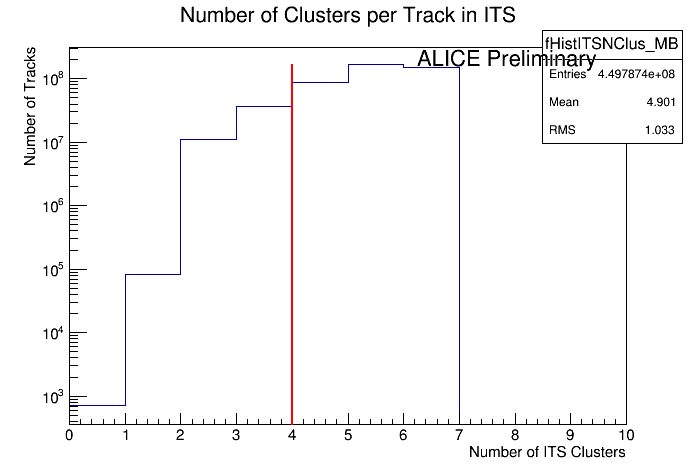 Number of Clusters per Track in ITS
fHistITSNClus_MB
ALICE Preliminary
Entries 4.497874e+08
Mean 4.901
RMS 1.033
Number of Tracks
10^8
10^7
10^6
10^5
10^4
10^3
0 1 2 3 4 5 6 7 8 9 10
Number of ITS Clusters